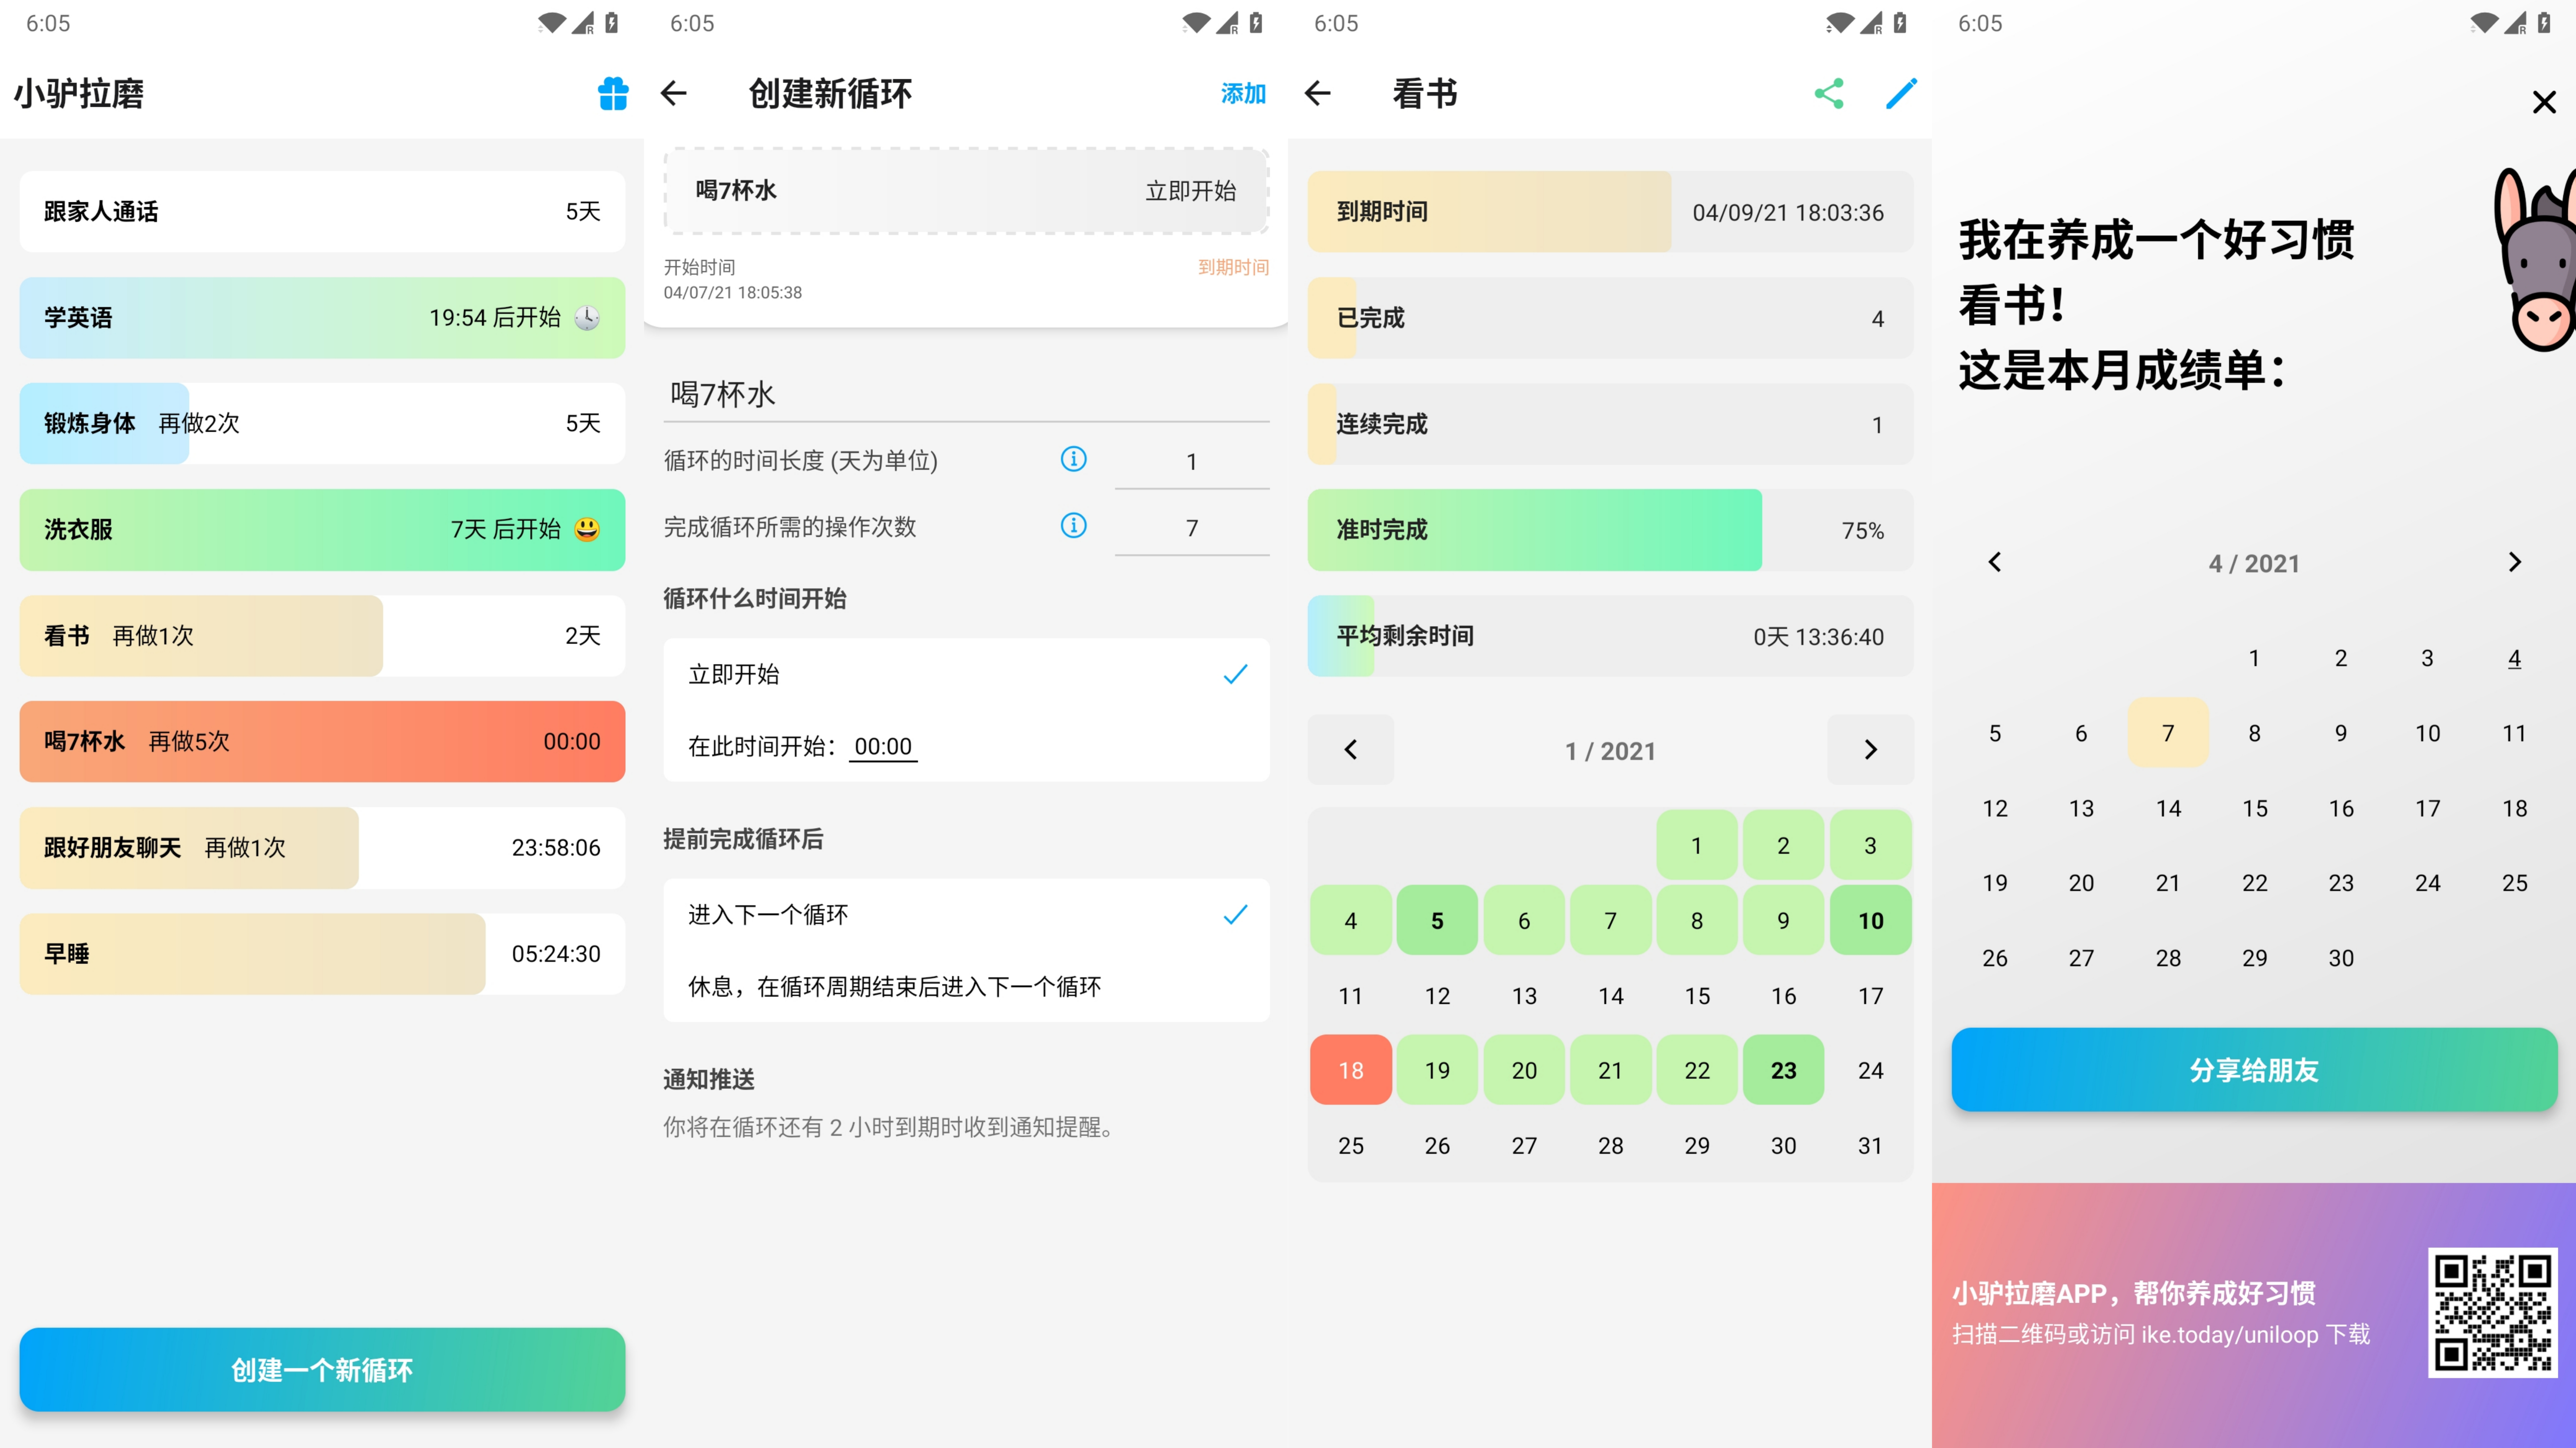 6:05
小驴拉磨
跟家人通话 5天
学英语 19:54 后开始
锻炼身体 再做2次 5天
洗衣服 7天 后开始
看书 再做1次 2天
喝7杯水 再做5次 00:00
跟好朋友聊天 再做1次 23:58:06
早睡 05:24:30
创建一个新循环
6:05
创建新循环 添加
喝7杯水 立即开始
开始时间 到期时间
04/07/21 18:05:38
喝7杯水
循环的时间长度 (天为单位) 1
完成循环所需的操作次数 7
循环什么时间开始
立即开始
在此时间开始： 00:00
提前完成循环后
进入下一个循环
休息，在循环周期结束后进入下一个循环
通知推送
你将在循环还有 2 小时到期时收到通知提醒。
6:05
看书
到期时间 04/09/21 18:03:36
已完成 4
连续完成 1
准时完成 75%
平均剩余时间 0天 13:36:40
1 / 2021
1 2 3
4 5 6 7 8 9 10
11 12 13 14 15 16 17
18 19 20 21 22 23 24
25 26 27 28 29 30 31
6:05
我在养成一个好习惯
看书！
这是本月成绩单：
4 / 2021
1 2 3 4
5 6 7 8 9 10 11
12 13 14 15 16 17 18
19 20 21 22 23 24 25
26 27 28 29 30
分享给朋友
小驴拉磨APP，帮你养成好习惯
扫描二维码或访问 ike.today/uniloop 下载